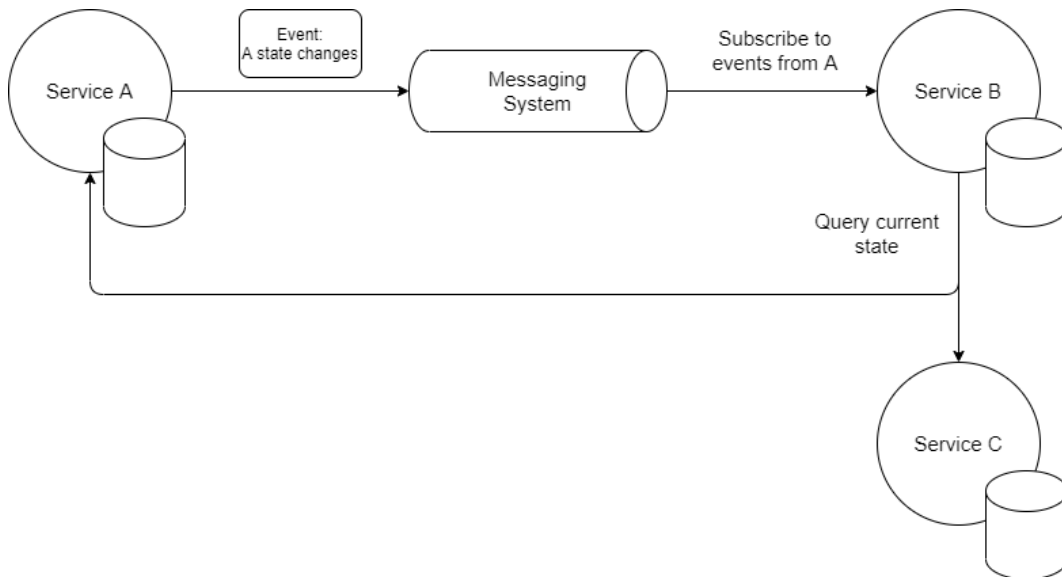 Event:
A state changes
Service A
Messaging
System
Subscribe to
events from A
Service B
Query current
state
Service C